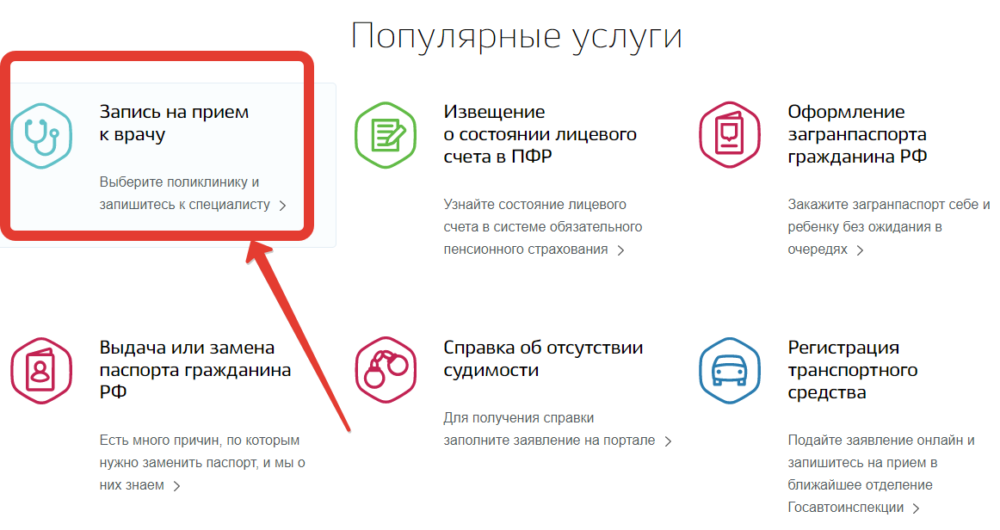 Популярные услуги
Запись на прием
к врачу
Выберите поликлинику и
запишитесь к специалисту
Извещение
о состоянии лицевого
счета в ПФР
Узнайте состояние лицевого
счета в системе обязательного
пенсионного страхования
Оформление
загранпаспорта
гражданина РФ
Закажите загранпаспорт себе и
ребенку без ожидания в
очередях
Выдача или замена
паспорта гражданина
РФ
Есть много причин, по которым
нужно заменить паспорт, и мы о
них знаем
Справка об отсутствии
судимости
Для получения справки
заполните заявление на портале
Регистрация
транспортного
средства
Подайте заявление онлайн и
запишитесь на прием в
ближайшее отделение
Госавтоинспекции